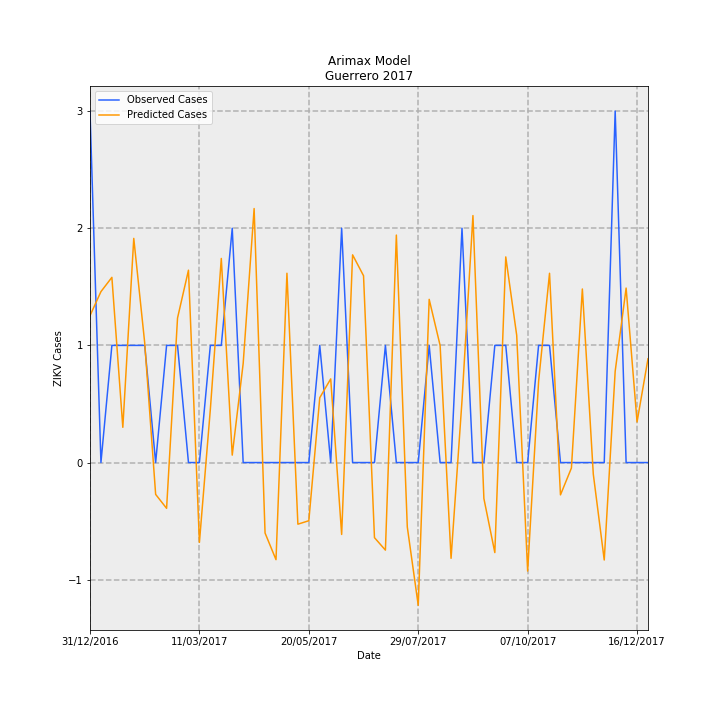 Arimax Model
Guerrero 2017
Observed Cases
Predicted Cases
ZIKV Cases
3
2
1
0
−1
31/12/2016
11/03/2017
20/05/2017
29/07/2017
07/10/2017
16/12/2017
Date